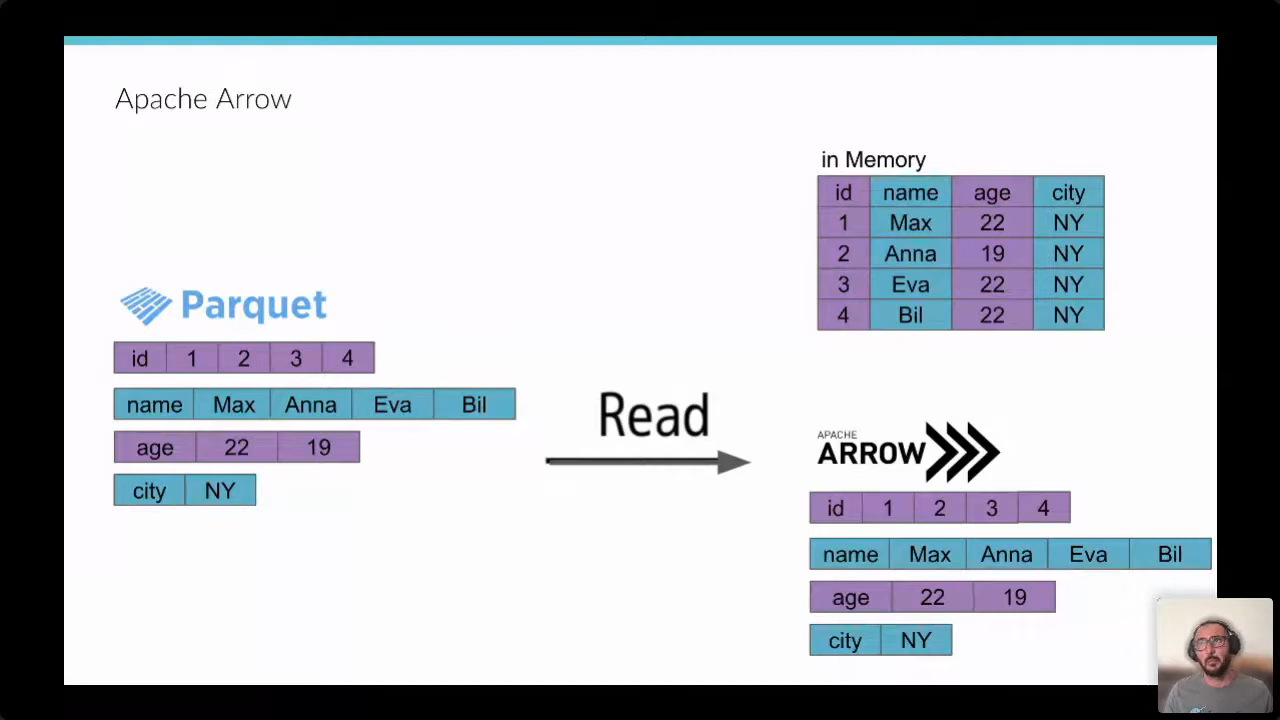 Apache Arrow
in Memory
id name age city
1 Max 22 NY
2 Anna 19 NY
3 Eva 22 NY
4 Bil 22 NY
Parquet
id 1 2 3 4
name Max Anna Eva Bil
age 22 19
city NY
Read
APACHE
ARROW
id 1 2 3 4
name Max Anna Eva Bil
age 22 19
city NY